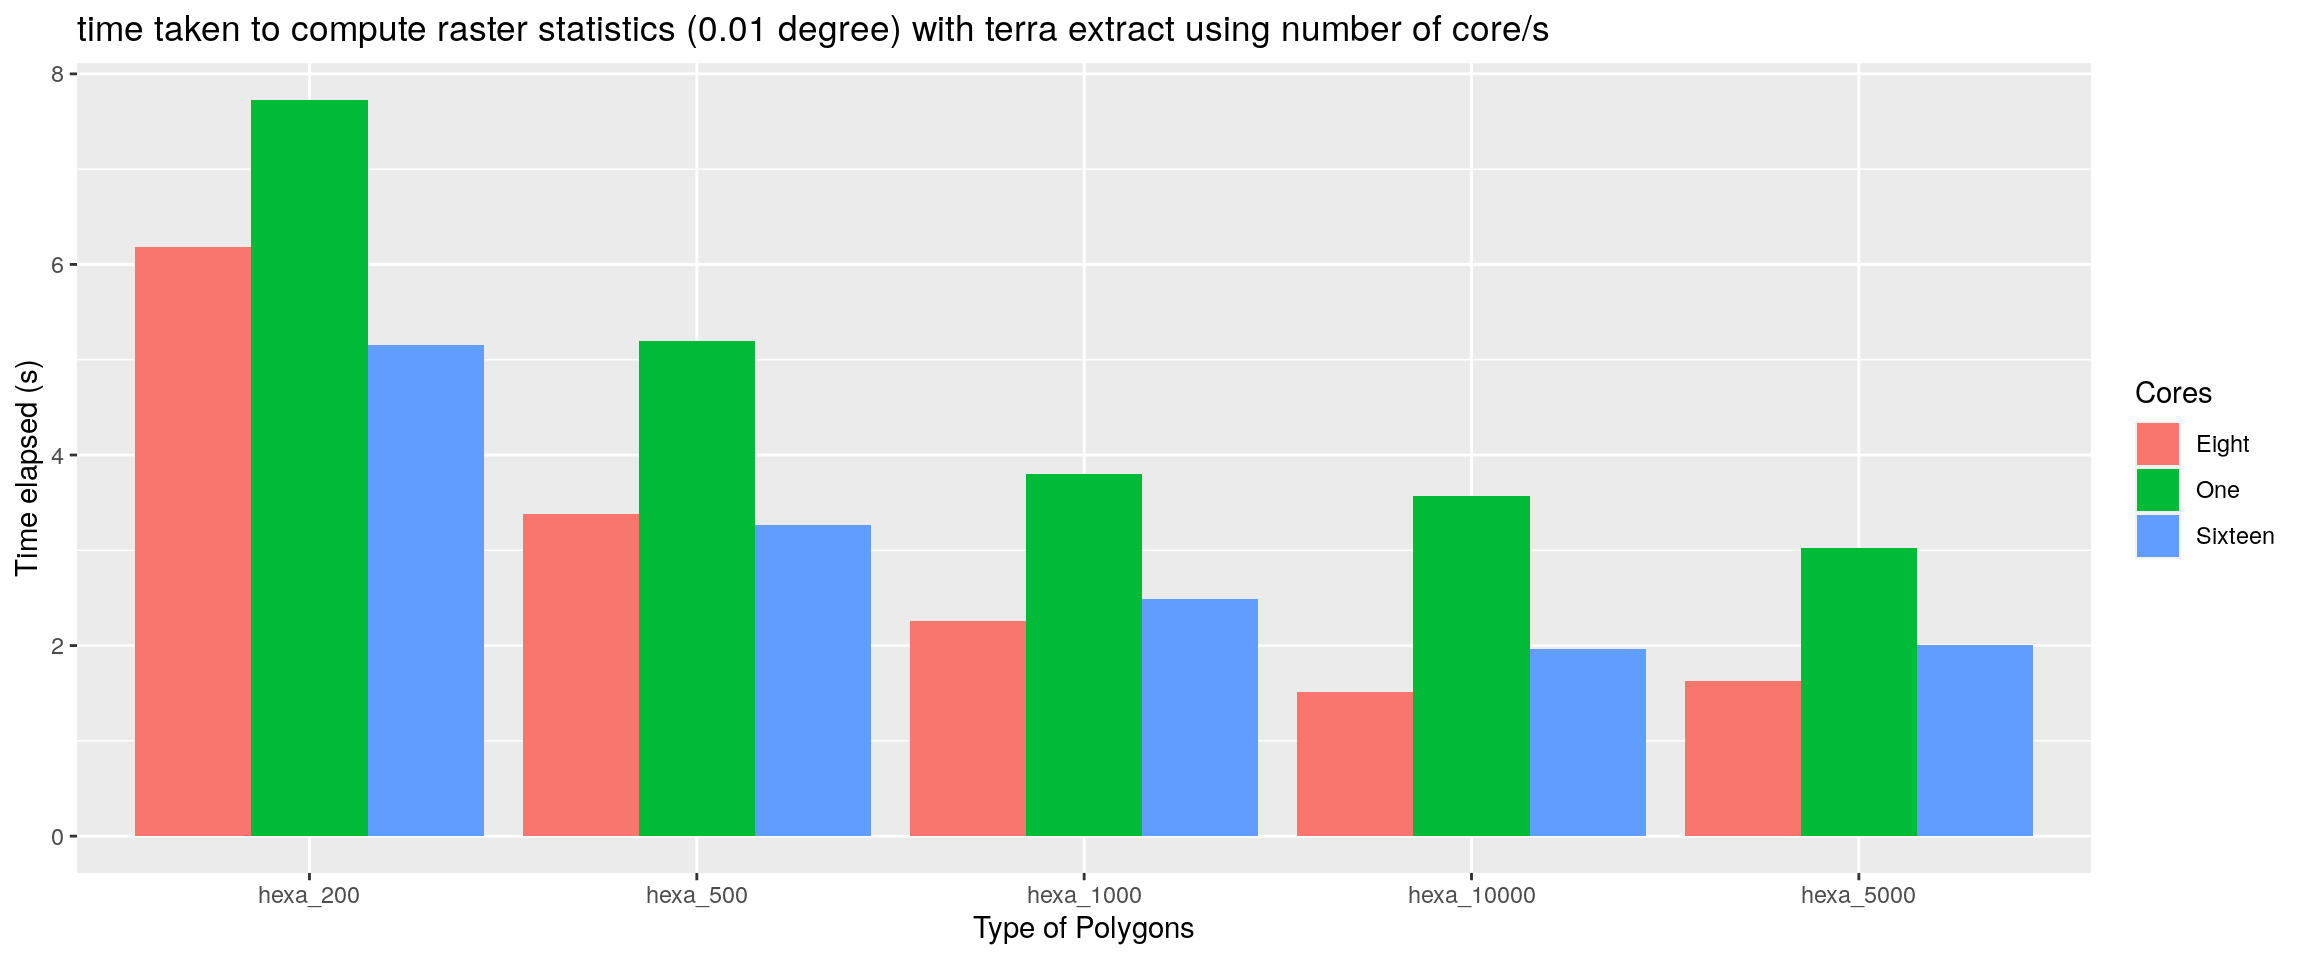 time taken to compute raster statistics (0.01 degree) with terra extract using number of core/s
8
6
4
2
0
Time elapsed (s)
hexa_200
hexa_500
hexa_1000
hexa_10000
hexa_5000
Type of Polygons
Cores
Eight
One
Sixteen